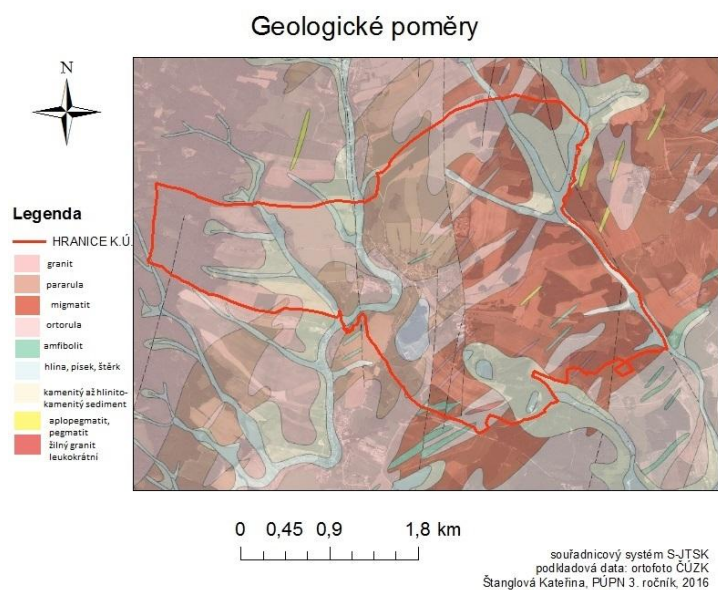 Geologické poměry
N
Legenda
HRANICE K.Ú.
granit
pararula
migmatit
ortorula
amfibolit
hlína, písek, štěrk
kamenitý až hlinito-
kamenitý sediment
aplopegmatit,
pegmatit
žilný granit
leukokrátní
0 0,45 0,9 1,8 km
souřadnicový systém S-JTSK
podkladová data: ortofoto ČÚZK
Štanglová Kateřina, PÚPN 3. ročník, 2016